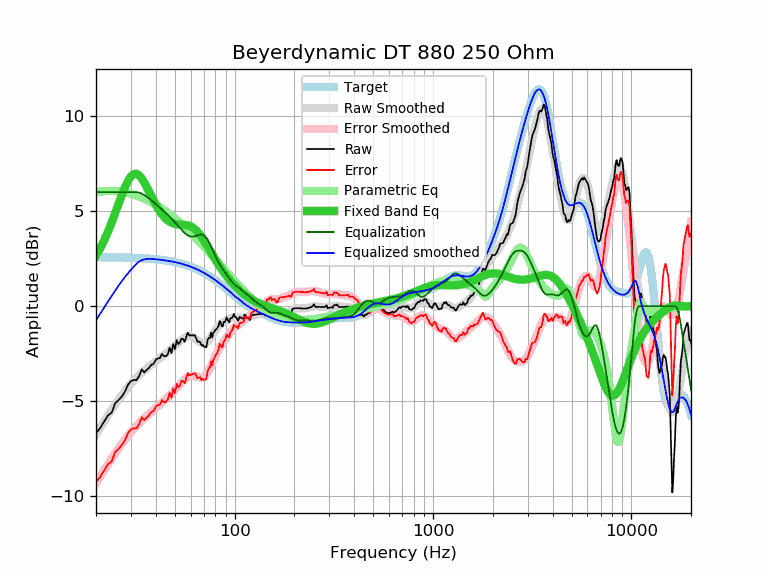 Beyerdynamic DT 880 250 Ohm
Target
Raw Smoothed
Error Smoothed
Raw
Error
Parametric Eq
Fixed Band Eq
Equalization
Equalized smoothed
Amplitude (dBr)
10
5
0
−5
−10
100
1000
10000
Frequency (Hz)